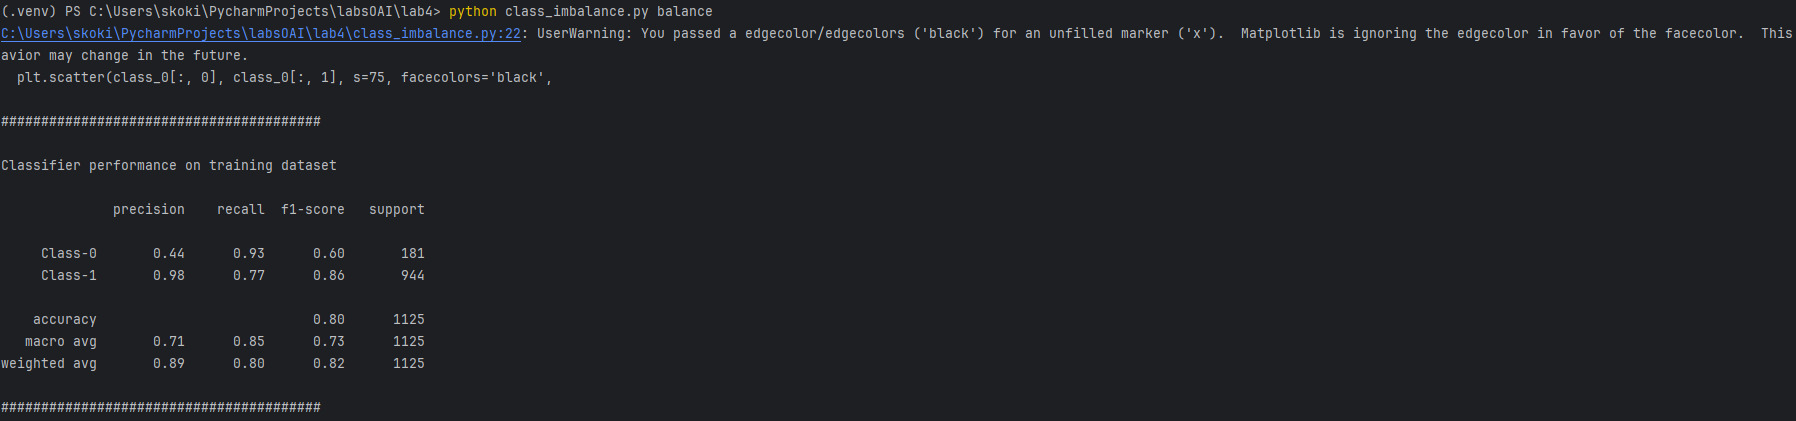 (.venv) PS C:\Users\skoki\PycharmProjects\labsOAI\lab4> python class_imbalance.py balance
C:\Users\skoki\PycharmProjects\labsOAI\lab4\class_imbalance.py:22: UserWarning: You passed a edgecolor/edgecolors ('black') for an unfilled marker ('x').  Matplotlib is ignoring the edgecolor in favor of the facecolor.  This
avior may change in the future.
  plt.scatter(class_0[:, 0], class_0[:, 1], s=75, facecolors='black',
########################################
Classifier performance on training dataset
              precision    recall  f1-score   support
     Class-0       0.44      0.93      0.60       181
     Class-1       0.98      0.77      0.86       944
    accuracy                           0.80      1125
   macro avg       0.71      0.85      0.73      1125
weighted avg       0.89      0.80      0.82      1125
########################################